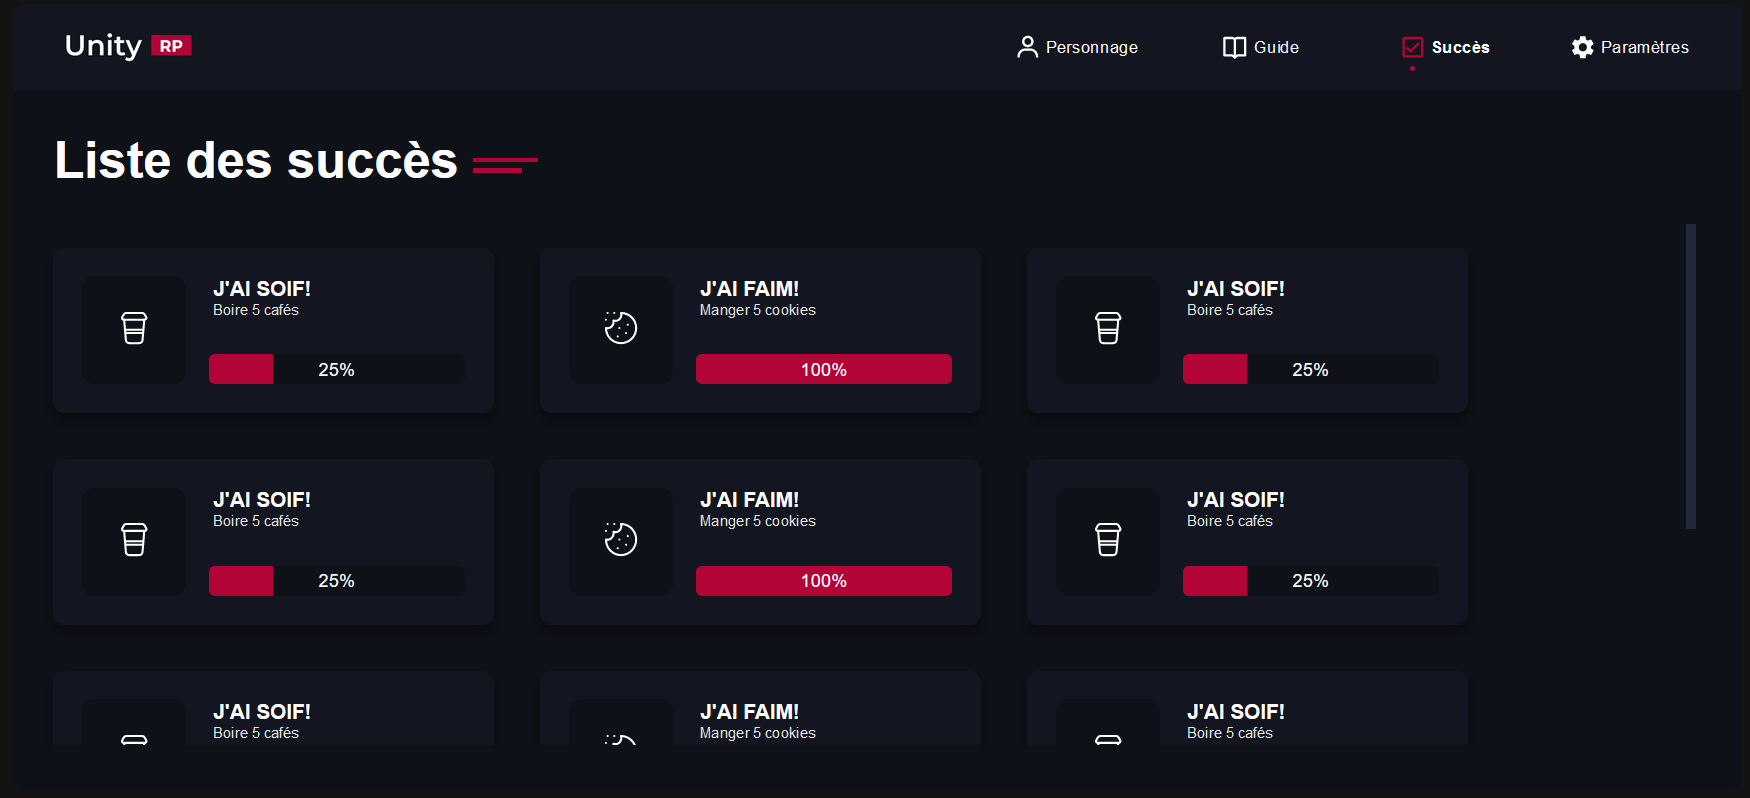 Unity RP
Personnage
Guide
Succès
Paramètres
Liste des succès
J'AI SOIF!
Boire 5 cafés
25%
J'AI FAIM!
Manger 5 cookies
100%
J'AI SOIF!
Boire 5 cafés
25%
J'AI SOIF!
Boire 5 cafés
25%
J'AI FAIM!
Manger 5 cookies
100%
J'AI SOIF!
Boire 5 cafés
25%
J'AI SOIF!
Boire 5 cafés
J'AI FAIM!
Manger 5 cookies
J'AI SOIF!
Boire 5 cafés